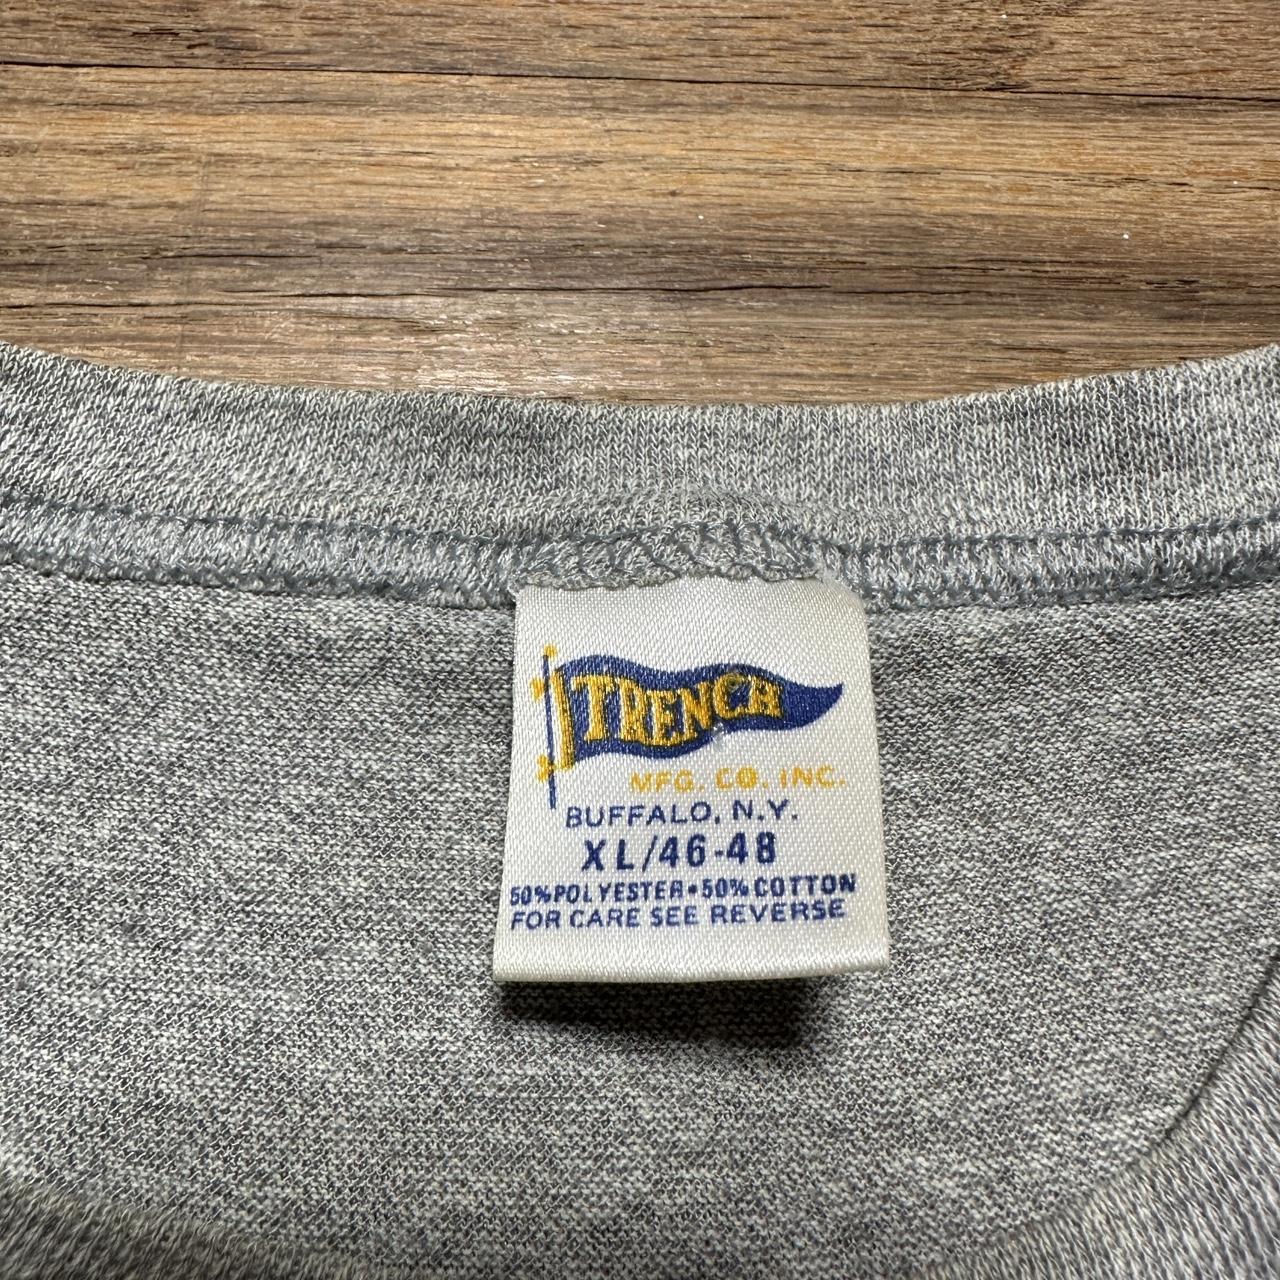 TRENCH
MFG. CO. INC.
BUFFALO, N.Y.
XL/46-48
50%POLYESTER•50%COTTON
FOR CARE SEE REVERSE